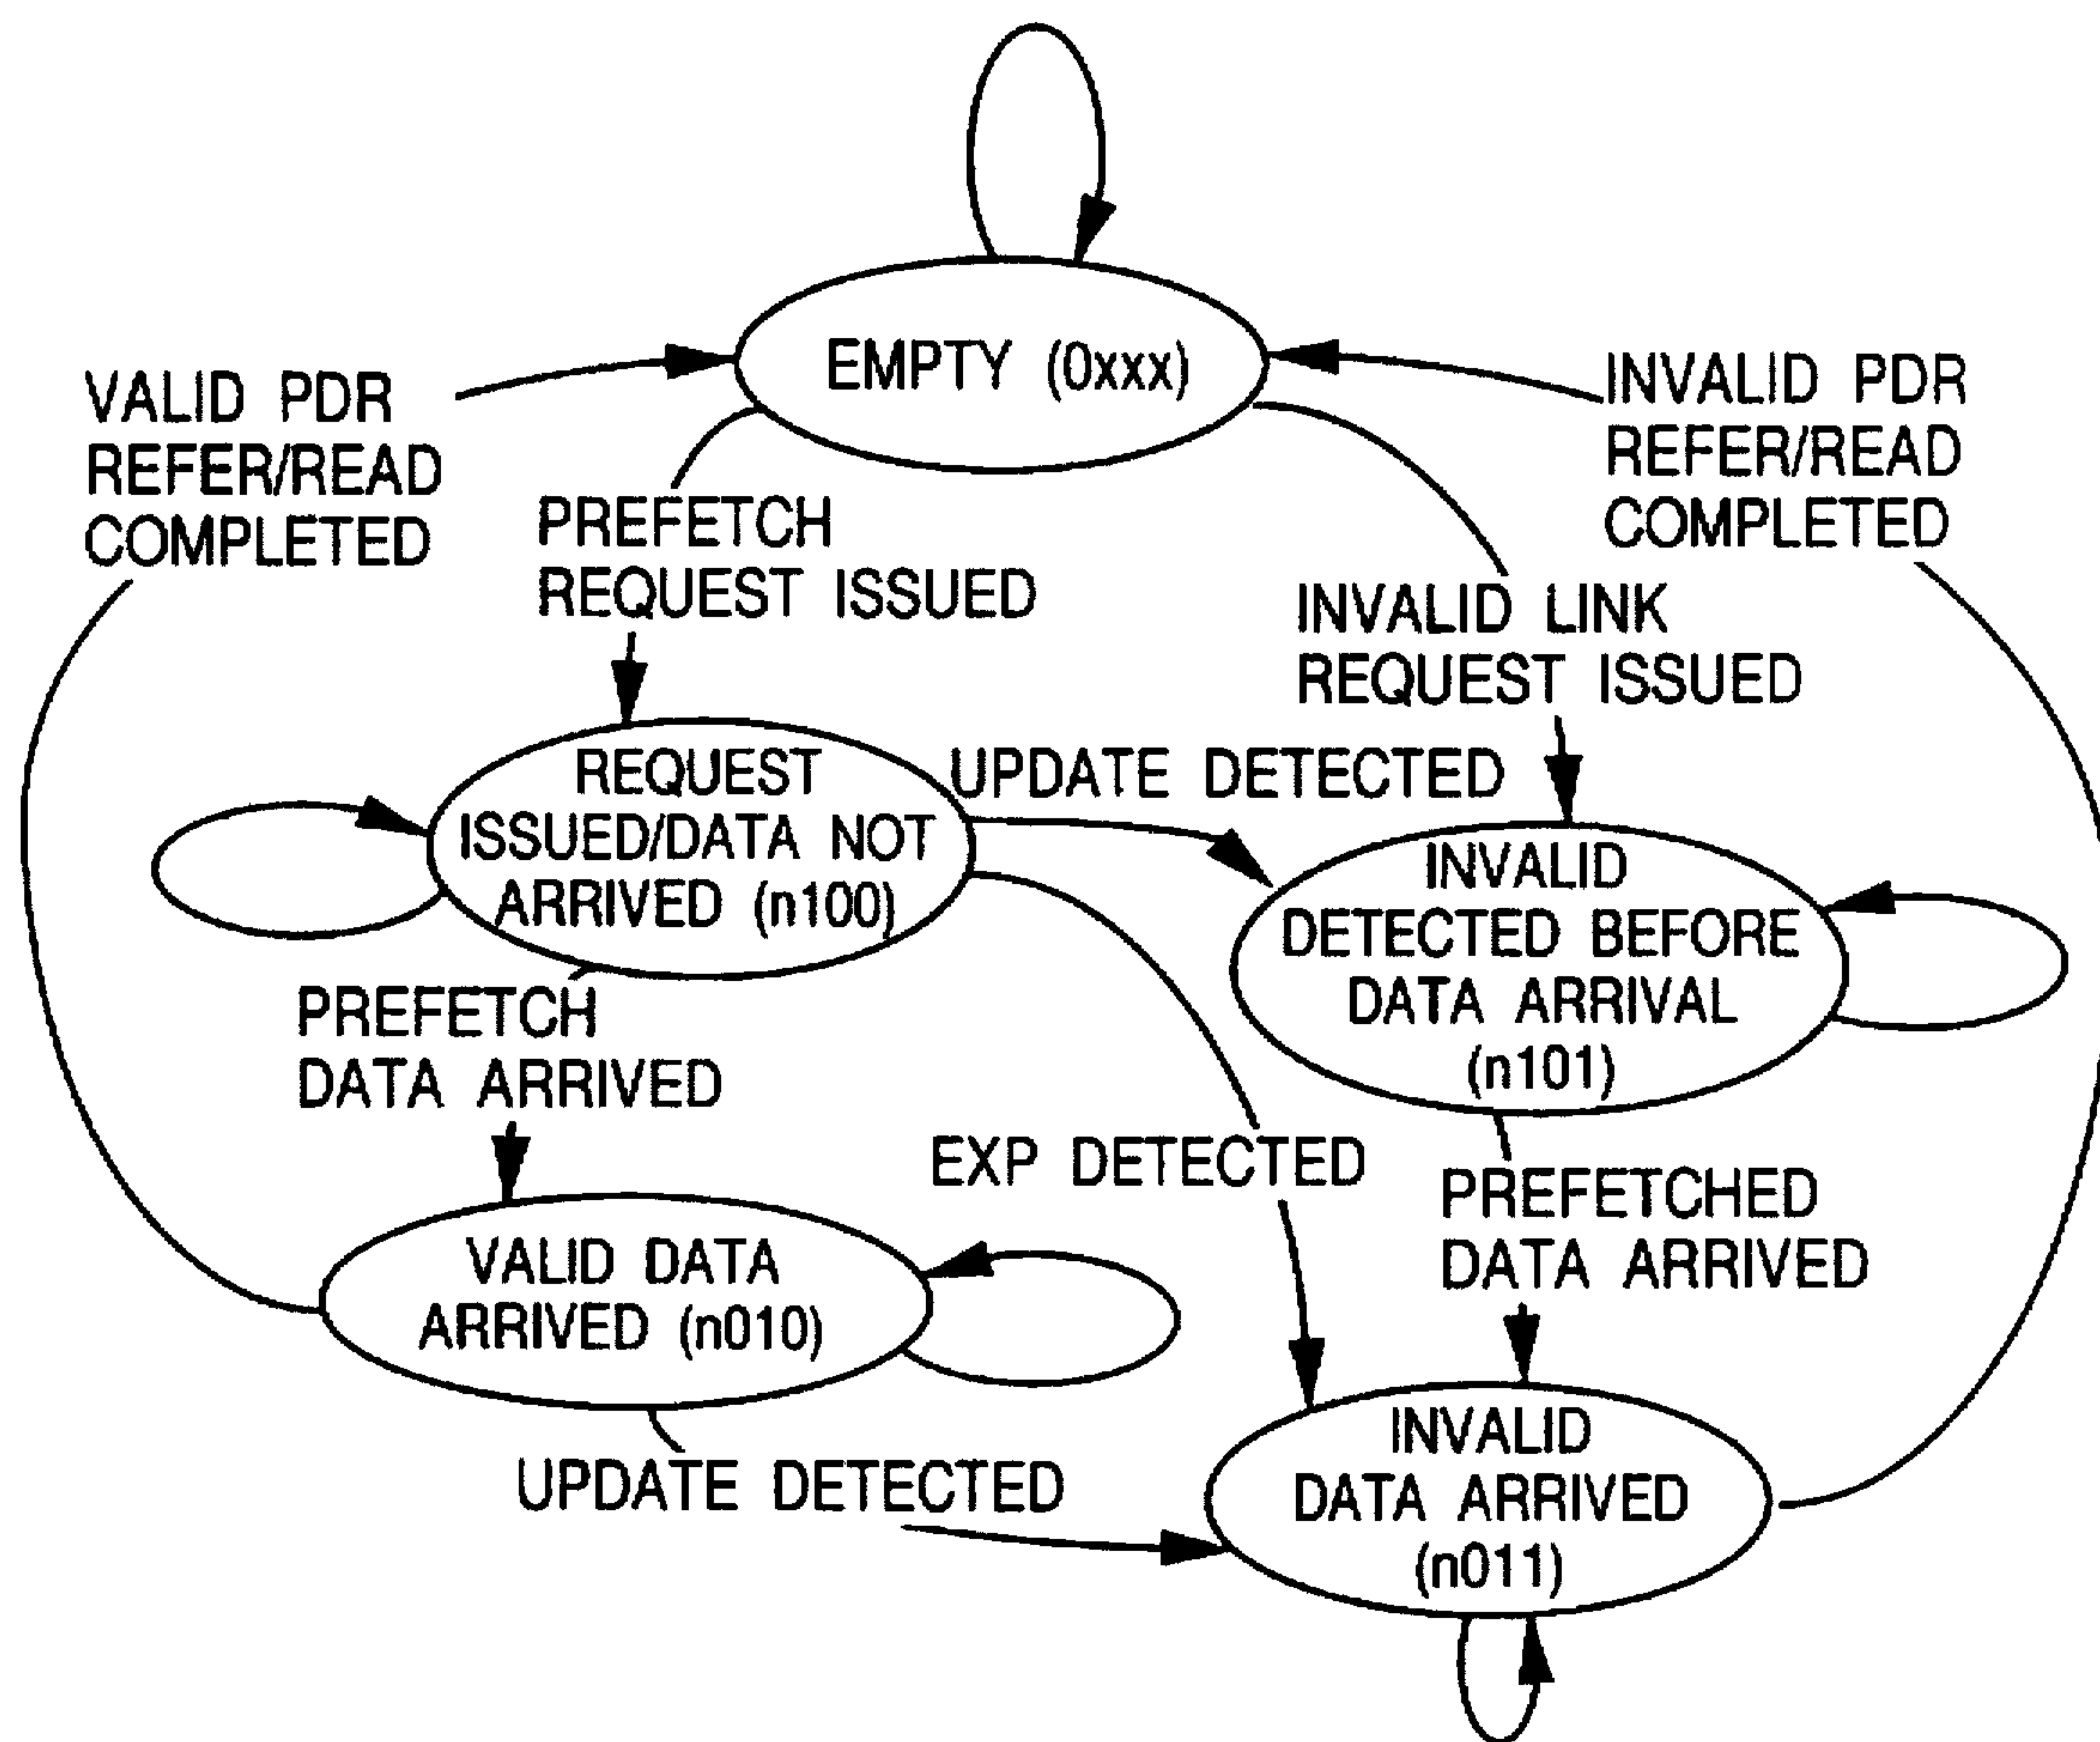 EMPTY (0xxx)
VALID PDR
REFER/READ
COMPLETED
INVALID PDR
REFER/READ
COMPLETED
PREFETCH
REQUEST ISSUED
INVALID LINK
REQUEST ISSUED
REQUEST
ISSUED/DATA NOT
ARRIVED (n100)
UPDATE DETECTED
INVALID
DETECTED BEFORE
DATA ARRIVAL
(n101)
PREFETCH
DATA ARRIVED
EXP DETECTED
PREFETCHED
DATA ARRIVED
VALID DATA
ARRIVED (n010)
UPDATE DETECTED
INVALID
DATA ARRIVED
(n011)